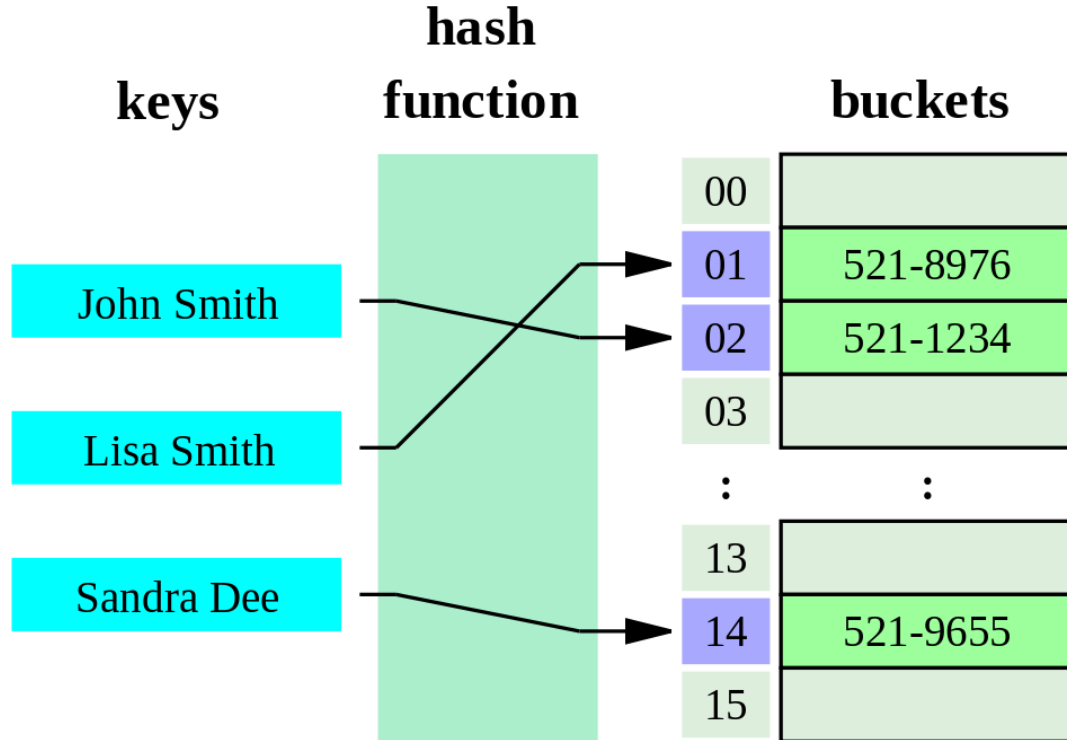 keys
hash
function
buckets
John Smith
Lisa Smith
Sandra Dee
00
01 521-8976
02 521-1234
03
: :
13
14 521-9655
15